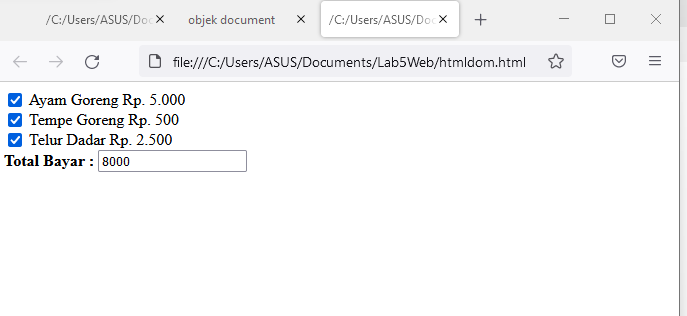 /C:/Users/ASUS/Doc
objek document
/C:/Users/ASUS/Doc
file:///C:/Users/ASUS/Documents/Lab5Web/htmldom.html
Ayam Goreng Rp. 5.000
Tempe Goreng Rp. 500
Telur Dadar Rp. 2.500
Total Bayar : 8000